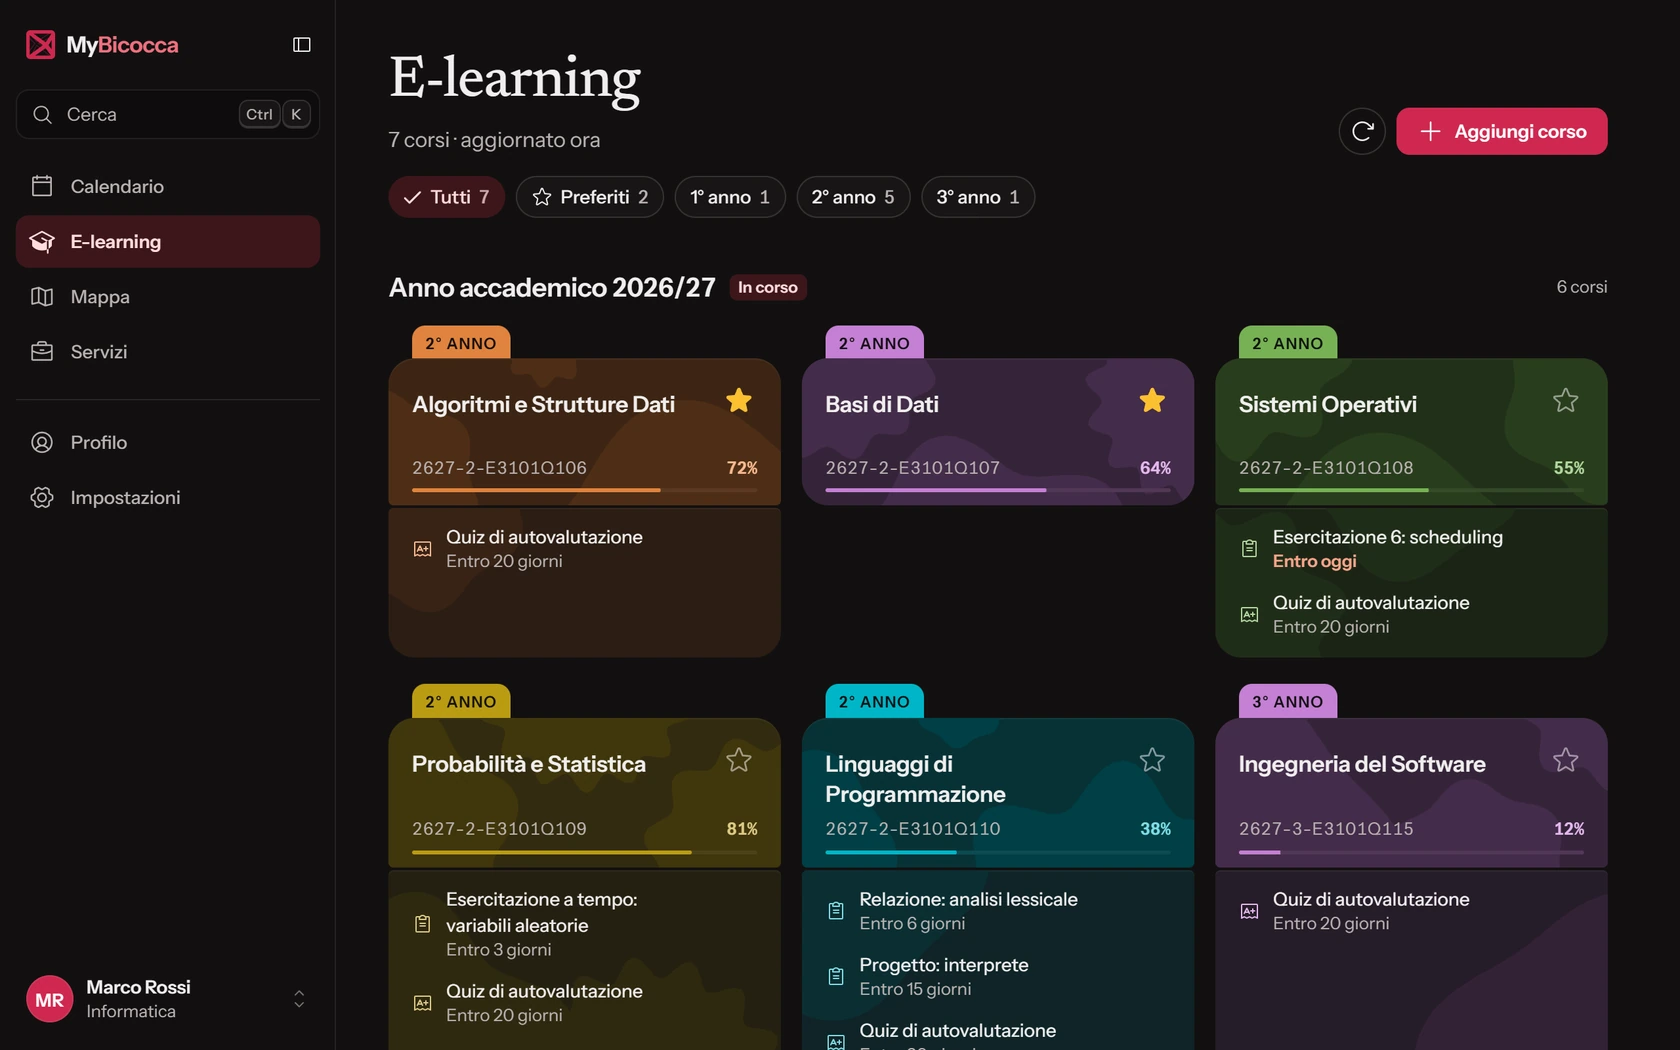 MyBicocca
Cerca
Ctrl K
Calendario
E-learning
Mappa
Servizi
Profilo
Impostazioni
MR
Marco Rossi
Informatica
E-learning
7 corsi · aggiornato ora
Aggiungi corso
Tutti 7
Preferiti 2
1° anno 1
2° anno 5
3° anno 1
Anno accademico 2026/27
In corso
6 corsi
2° ANNO
Algoritmi e Strutture Dati
2627-2-E3101Q106
72%
Quiz di autovalutazione
Entro 20 giorni
2° ANNO
Basi di Dati
2627-2-E3101Q107
64%
2° ANNO
Sistemi Operativi
2627-2-E3101Q108
55%
Esercitazione 6: scheduling
Entro oggi
Quiz di autovalutazione
Entro 20 giorni
2° ANNO
Probabilità e Statistica
2627-2-E3101Q109
81%
Esercitazione a tempo:
variabili aleatorie
Entro 3 giorni
Quiz di autovalutazione
Entro 20 giorni
2° ANNO
Linguaggi di
Programmazione
2627-2-E3101Q110
38%
Relazione: analisi lessicale
Entro 6 giorni
Progetto: interprete
Entro 15 giorni
Quiz di autovalutazione
3° ANNO
Ingegneria del Software
2627-3-E3101Q115
12%
Quiz di autovalutazione
Entro 20 giorni